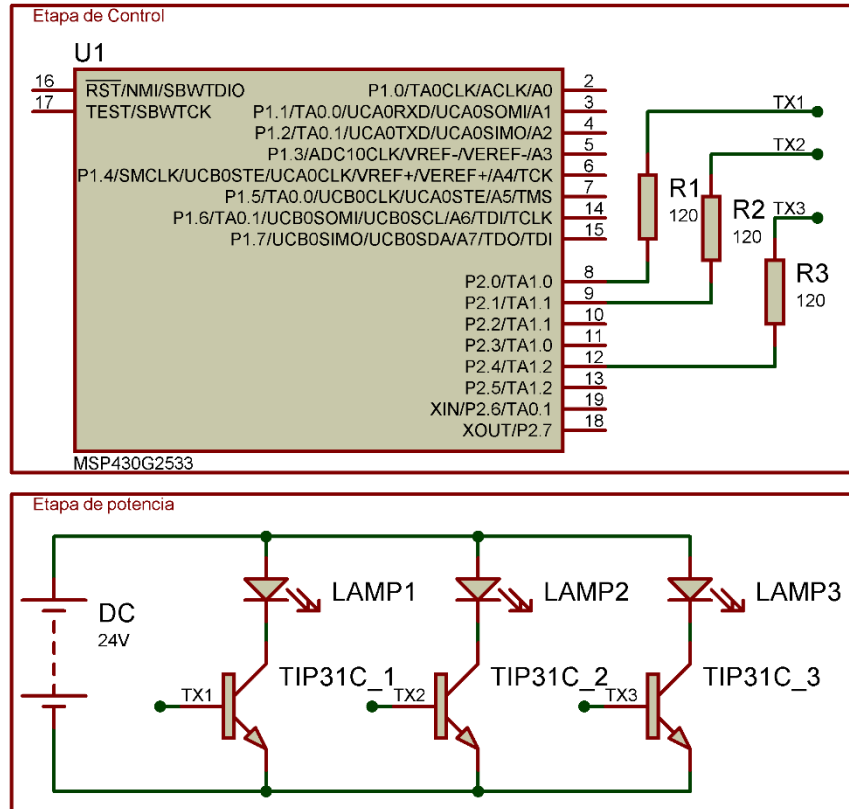 Etapa de Control
U1
16 RST/NMI/SBWTDIO
17 TEST/SBWTCK
P1.0/TA0CLK/ACLK/A0 2
P1.1/TA0.0/UCA0RXD/UCA0SOMI/A1 3
P1.2/TA0.1/UCA0TXD/UCA0SIMO/A2 4
P1.3/ADC10CLK/VREF-/VEREF-/A3 5
P1.4/SMCLK/UCB0STE/UCA0CLK/VREF+/VEREF+/A4/TCK 6
P1.5/TA0.0/UCB0CLK/UCA0STE/A5/TMS 7
P1.6/TA0.1/UCB0SOMI/UCB0SCL/A6/TDI/TCLK 14
P1.7/UCB0SIMO/UCB0SDA/A7/TDO/TDI 15
P2.0/TA1.0 8
P2.1/TA1.1 9
P2.2/TA1.1 10
P2.3/TA1.0 11
P2.4/TA1.2 12
P2.5/TA1.2 13
XIN/P2.6/TA0.1 19
XOUT/P2.7 18
MSP430G2533
TX1
TX2
TX3
R1
120
R2
120
R3
120
Etapa de potencia
DC
24V
LAMP1
LAMP2
LAMP3
TX1
TIP31C_1
TX2
TIP31C_2
TX3
TIP31C_3